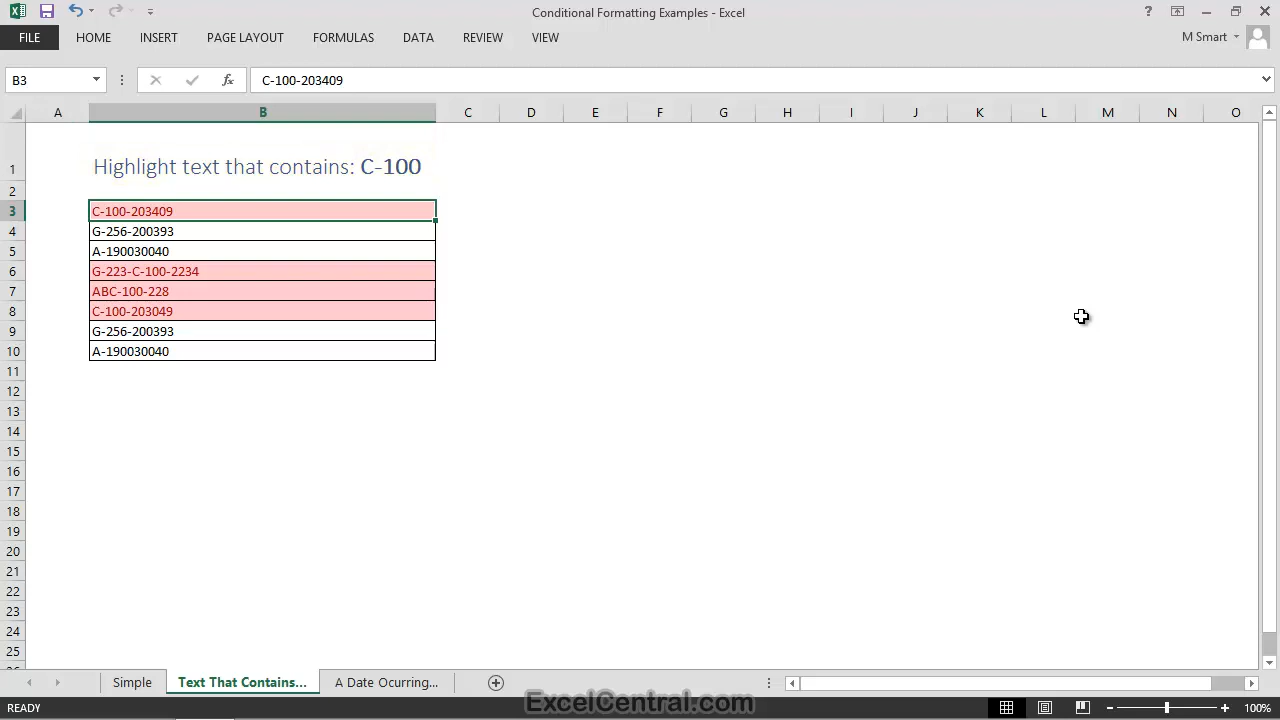 Conditional Formatting Examples - Excel
?
FILE HOME INSERT PAGE LAYOUT FORMULAS DATA REVIEW VIEW M Smart
B3 fx C-100-203409
A B C D E F G H I J K L M N O
1 Highlight text that contains: C-100
2
3 C-100-203409
4 G-256-200393
5 A-190030040
6 G-223-C-100-2234
7 ABC-100-228
8 C-100-203049
9 G-256-200393
10 A-190030040
11
12
13
14
15
16
17
18
19
20
21
22
23
24
25
26
Simple Text That Contains... A Date Ocurring...
READY ExcelCentral.com 100%